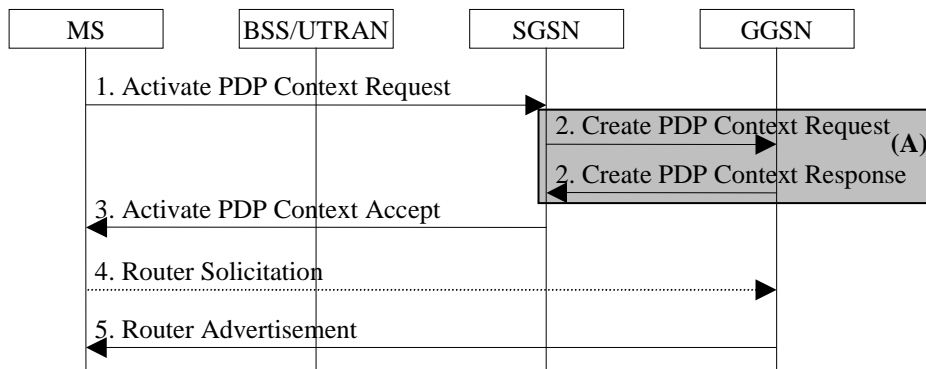 MS BSS/UTRAN SGSN GGSN
1. Activate PDP Context Request
2. Create PDP Context Request
(A)
2. Create PDP Context Response
3. Activate PDP Context Accept
4. Router Solicitation
5. Router Advertisement